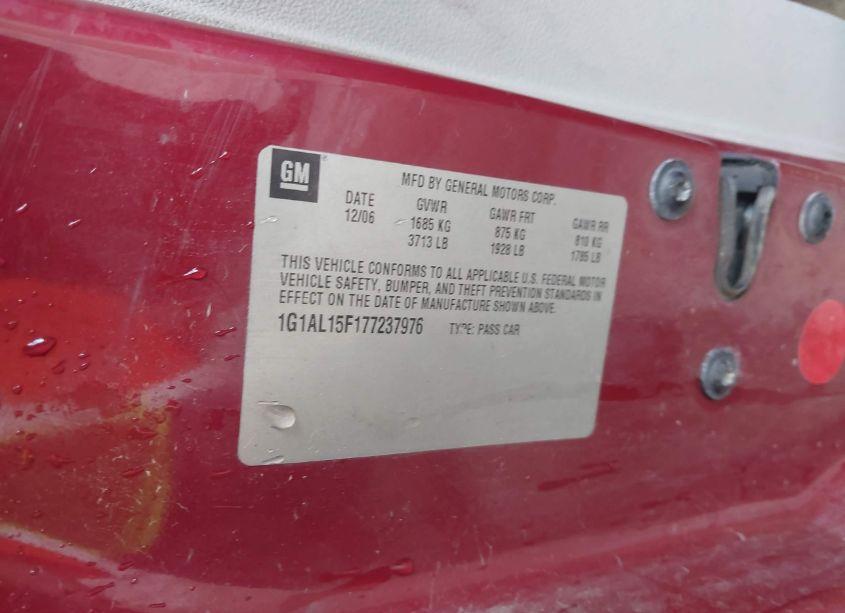 GM
MFD BY GENERAL MOTORS CORP.
DATE GVWR GAWR FRT GAWR RR
12/06 1685 KG 875 KG 810 KG
3713 LB 1928 LB 1785 LB
THIS VEHICLE CONFORMS TO ALL APPLICABLE U.S. FEDERAL MOTOR
VEHICLE SAFETY, BUMPER, AND THEFT PREVENTION STANDARDS IN
EFFECT ON THE DATE OF MANUFACTURE SHOWN ABOVE.
1G1AL15F177237976 TYPE: PASS CAR